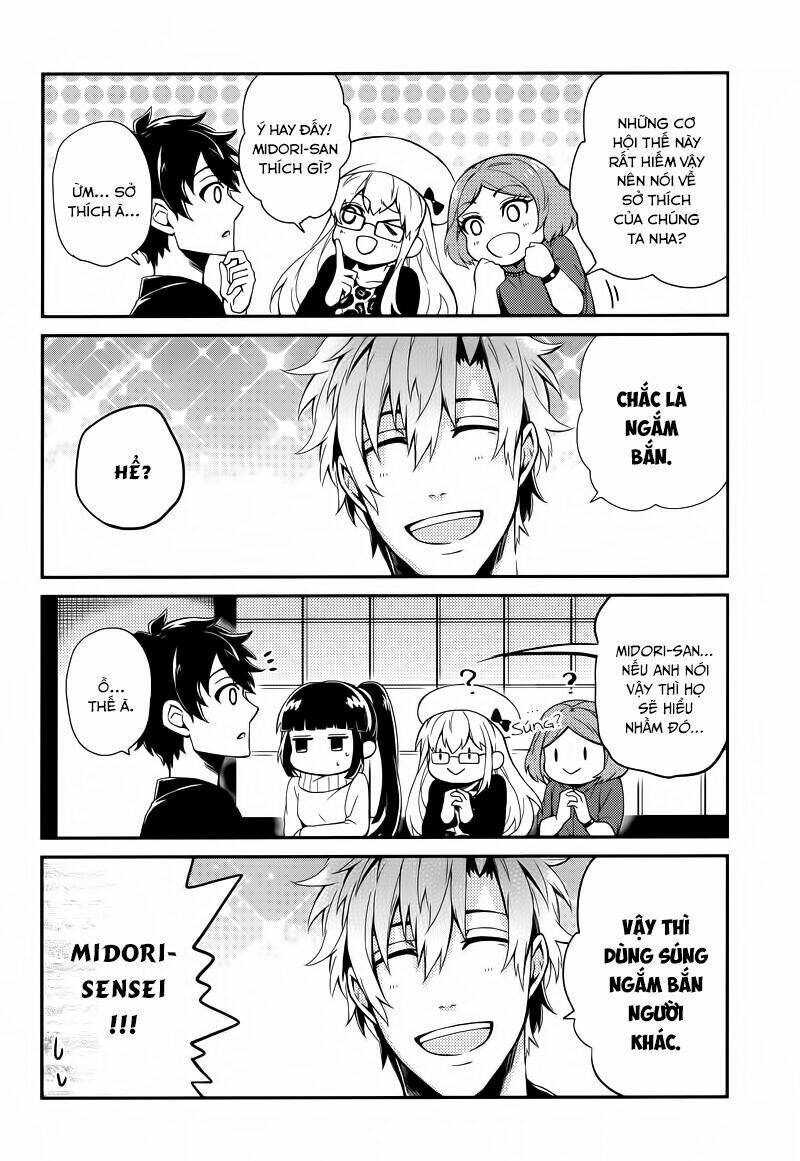 NHỮNG CƠ
HỘI THẾ NÀY
RẤT HIẾM VẬY
NÊN NÓI VỀ
SỞ THÍCH
CỦA CHÚNG
TA NHA?
Ý HAY ĐẤY!
MIDORI-SAN
THÍCH GÌ?
ỪM... SỞ
THÍCH À...
CHẮC LÀ
NGẮM
BẮN.
HỂ?
MIDORI-SAN...
NẾU ANH NÓI
VẬY THÌ HỌ
SẼ HIỂU
NHẦM ĐÓ...
?
?
Súng?
Ồ...
THẾ À.
VẬY THÌ
DÙNG SÚNG
NGẮM BẮN
NGƯỜI
KHÁC.
MIDORI-
SENSEI
!!!